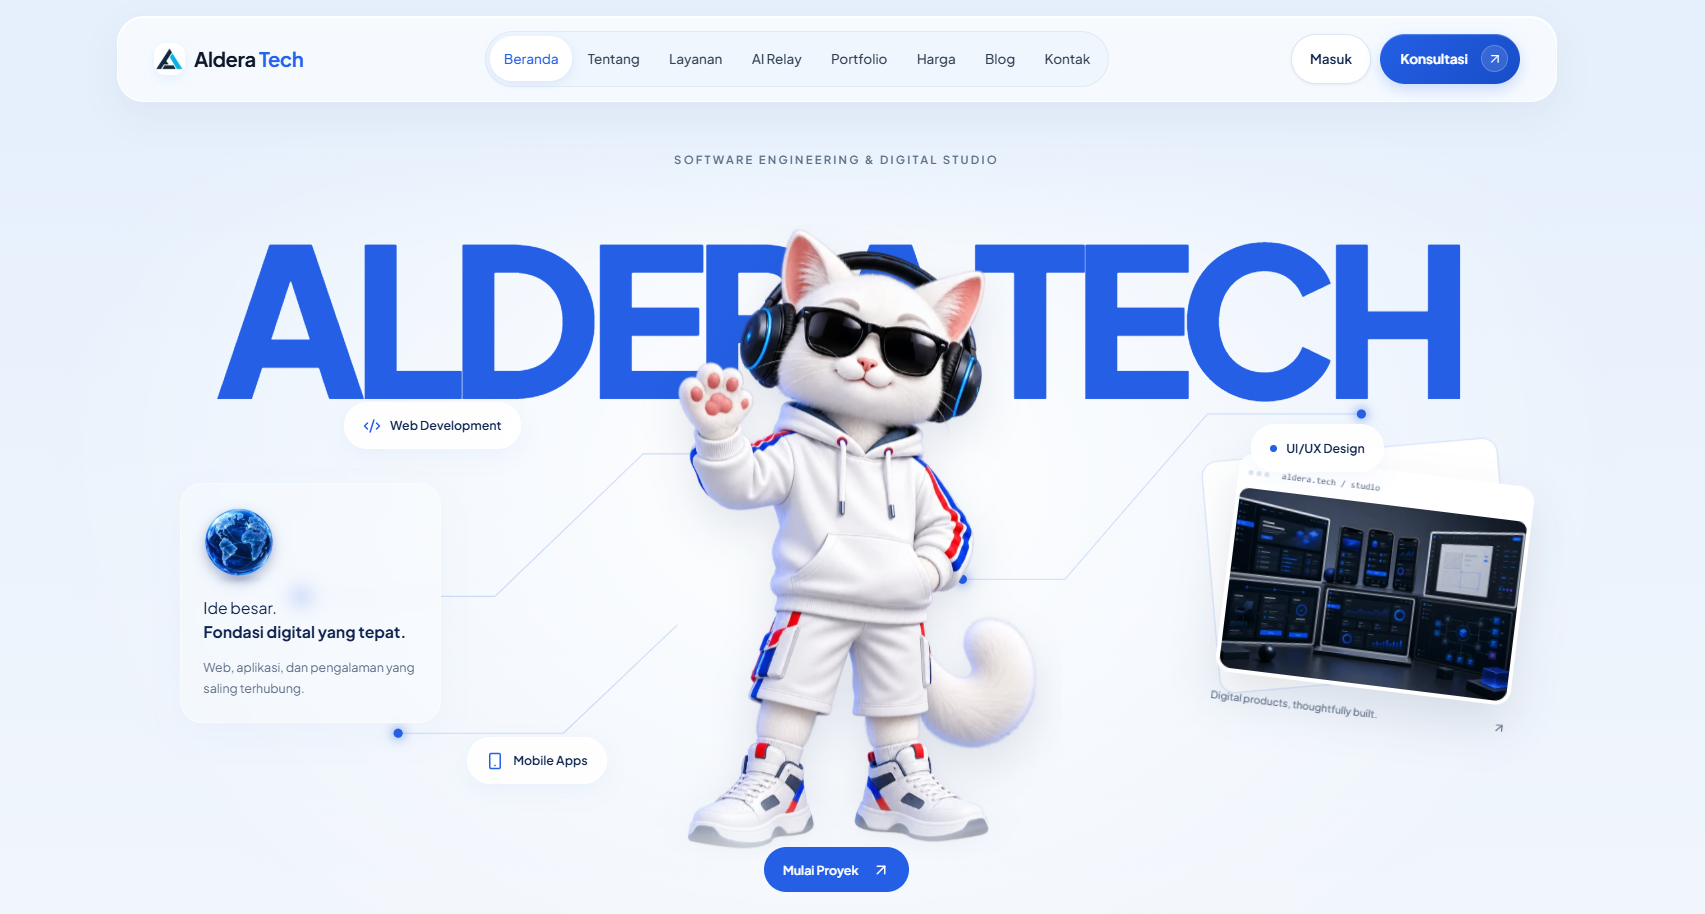 Aldera Tech
Beranda
Tentang
Layanan
AI Relay
Portfolio
Harga
Blog
Kontak
Masuk
Konsultasi
SOFTWARE ENGINEERING & DIGITAL STUDIO
ALDERA TECH
Web Development
UI/UX Design
aldera.tech / studio
Ide besar.
Fondasi digital yang tepat.
Web, aplikasi, dan pengalaman yang
saling terhubung.
Digital products, thoughtfully built.
Mobile Apps
Mulai Proyek